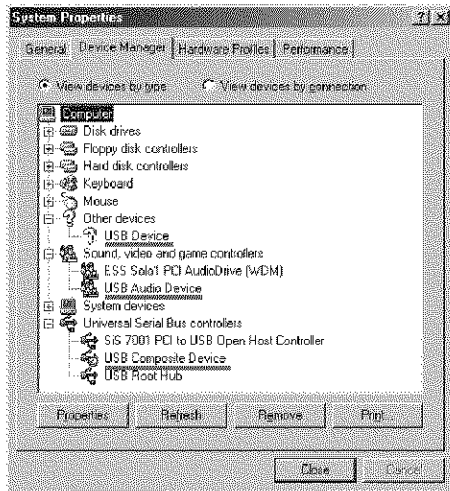 System Properties
General Device Manager Hardware Profiles Performance
View devices by type View devices by connection
Computer
Disk drives
Floppy disk controllers
Hard disk controllers
Keyboard
Mouse
Other devices
USB Device
Sound, video and game controllers
ESS Solo1 PCI AudioDrive (WDM)
USB Audio Device
System devices
Universal Serial Bus controllers
SiS 7001 PCI to USB Open Host Controller
USB Composite Device
USB Root Hub
Properties Refresh Remove Print...
Close Cancel